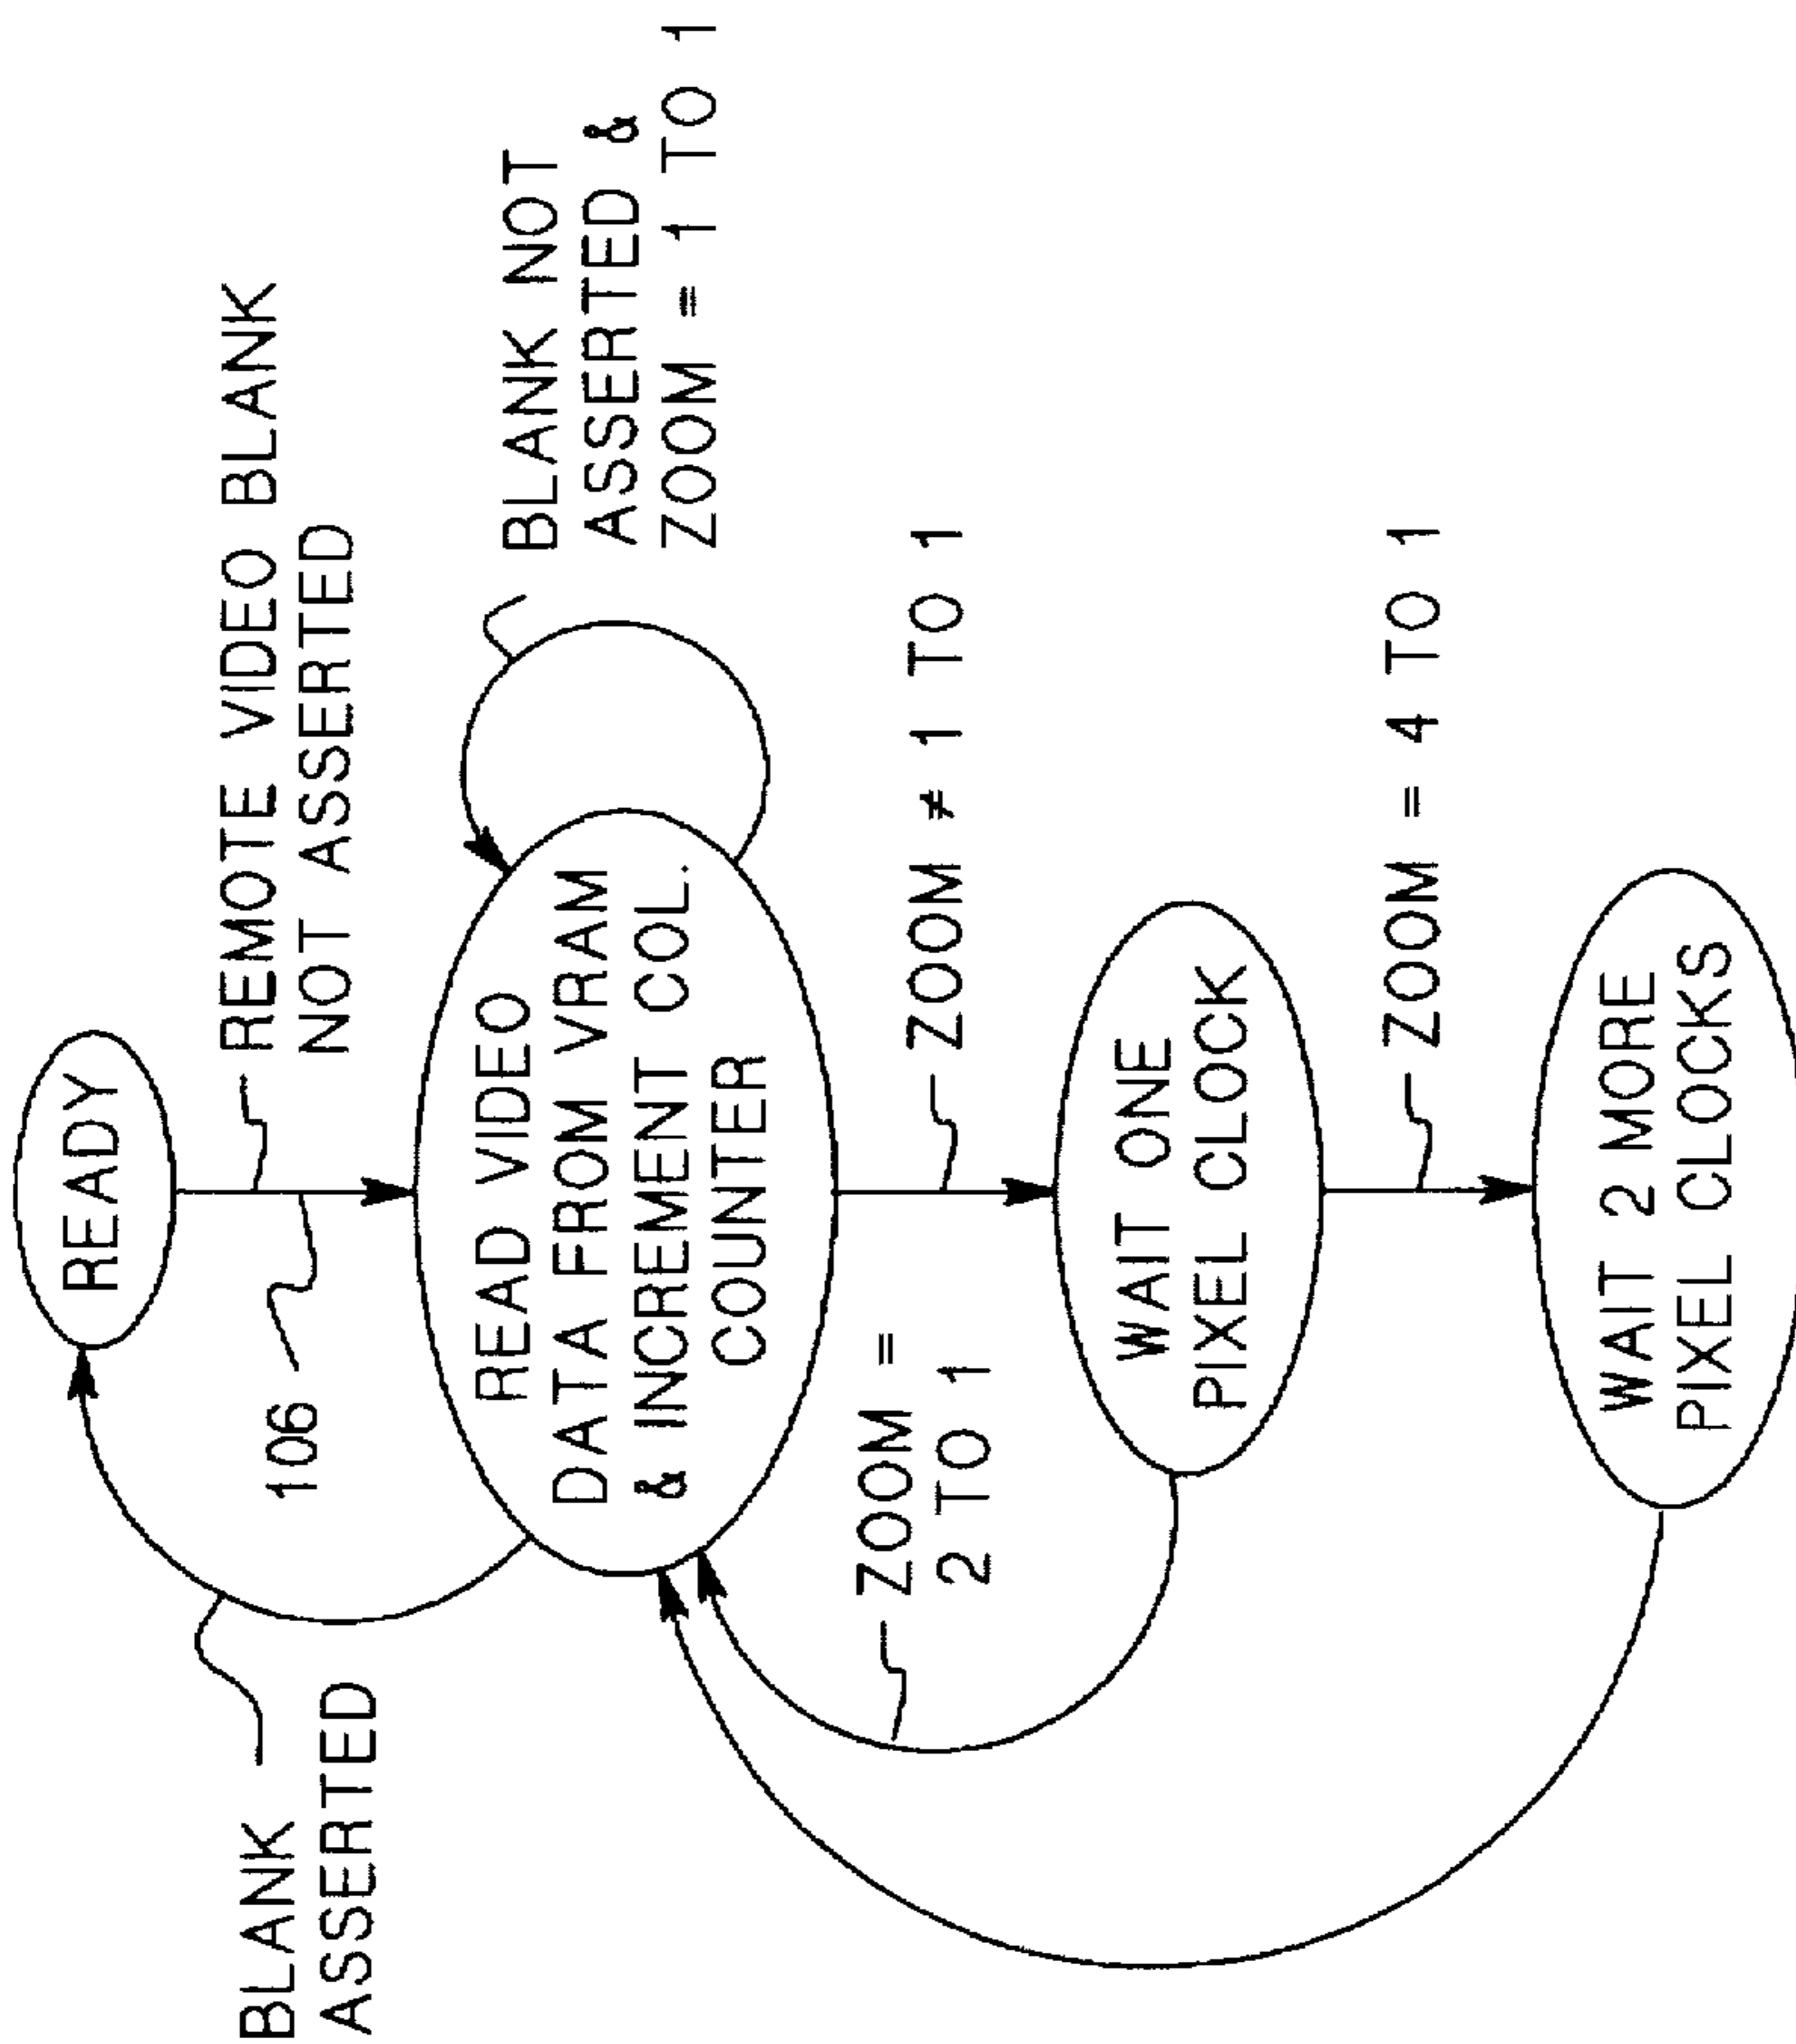 READY
REMOTE VIDEO BLANK
NOT ASSERTED
BLANK
ASSERTED
106
READ VIDEO
DATA FROM VRAM
& INCREMENT COL.
COUNTER
BLANK NOT
ASSERTED &
ZOOM = 1 TO 1
ZOOM =
2 TO 1
ZOOM ≠ 1 TO 1
WAIT ONE
PIXEL CLOCK
ZOOM = 4 TO 1
WAIT 2 MORE
PIXEL CLOCKS